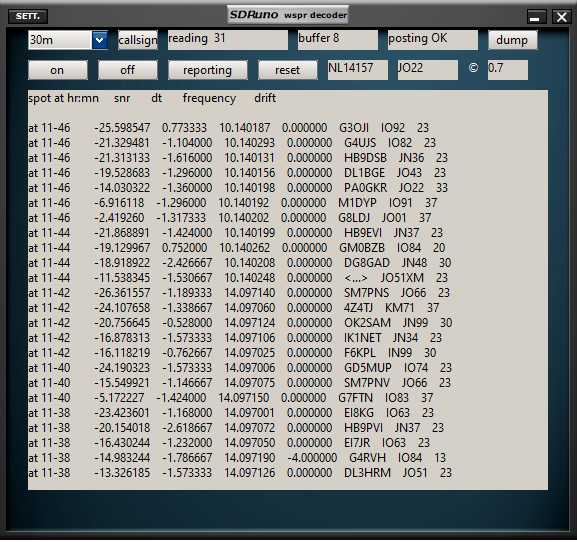 SETT. SDRuno wspr decoder
30m callsign reading 31 buffer 8 posting OK dump
on off reporting reset NL14157 JO22 © 0.7
spot at hr:mn snr dt frequency drift
at 11-46 -25.598547 0.773333 10.140187 0.000000 G3OJI IO92 23
at 11-46 -21.329481 -1.104000 10.140293 0.000000 G4UJS IO82 23
at 11-46 -21.313133 -1.616000 10.140131 0.000000 HB9DSB JN36 23
at 11-46 -19.528683 -1.296000 10.140156 0.000000 DL1BGE JO43 23
at 11-46 -14.030322 -1.360000 10.140198 0.000000 PA0GKR JO22 33
at 11-46 -6.916118 -1.296000 10.140192 0.000000 M1DYP IO91 37
at 11-46 -2.419260 -1.317333 10.140202 0.000000 G8LDJ JO01 37
at 11-44 -21.868891 -1.424000 10.140199 0.000000 HB9EVI JN37 23
at 11-44 -19.129967 0.752000 10.140262 0.000000 GM0BZB IO84 20
at 11-44 -18.918922 -2.426667 10.140208 0.000000 DG8GAD JN48 30
at 11-44 -11.538345 -1.530667 10.140248 0.000000 <...> JO51XM 23
at 11-42 -26.361557 -1.189333 14.097140 0.000000 SM7PNS JO66 23
at 11-42 -24.107658 -1.338667 14.097060 0.000000 4Z4TJ KM71 37
at 11-42 -20.756645 -0.528000 14.097124 0.000000 OK2SAM JN99 30
at 11-42 -16.878313 -1.573333 14.097106 0.000000 IK1NET JN34 23
at 11-42 -16.118219 -0.762667 14.097025 0.000000 F6KPL IN99 30
at 11-40 -24.190323 -1.573333 14.097006 0.000000 GD5MUP IO74 23
at 11-40 -15.549921 -1.146667 14.097075 0.000000 SM7PNV JO66 23
at 11-40 -5.172227 -1.424000 14.097150 0.000000 G7FTN IO83 37
at 11-38 -23.423601 -1.168000 14.097001 0.000000 EI8KG IO63 23
at 11-38 -20.154018 -2.618667 14.097072 0.000000 HB9PVI JN37 23
at 11-38 -16.430244 -1.232000 14.097050 0.000000 EI7JR IO63 23
at 11-38 -14.983244 -1.786667 14.097190 -4.000000 G4RVH IO84 13
at 11-38 -13.326185 -1.573333 14.097126 0.000000 DL3HRM JO51 23